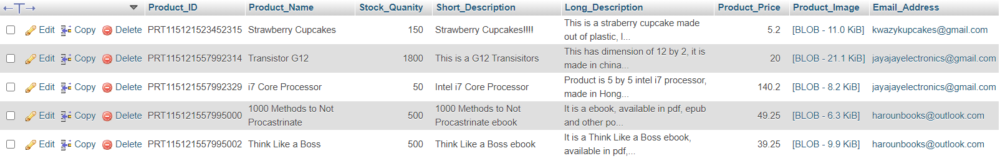 ←T→ Product_ID Product_Name Stock_Quanity Short_Description Long_Description Product_Price Product_Image Email_Address
Edit Copy Delete PRT115121523452315 Strawberry Cupcakes 150 Strawberry Cupcakes!!!! This is a straberry cupcake made
out of plastic, I... 5.2 [BLOB - 11.0 KiB] kwazykupcakes@gmail.com
Edit Copy Delete PRT115121557992314 Transistor G12 1800 This is a G12 Transisitors This has dimension of 12 by 2, it is
made in china... 20 [BLOB - 21.1 KiB] jayajayelectronics@gmail.com
Edit Copy Delete PRT115121557992329 i7 Core Processor 50 Intel i7 Core Processor Product is 5 by 5 intel i7 processor,
made in Hong... 140.2 [BLOB - 8.2 KiB] jayajayelectronics@gmail.com
Edit Copy Delete PRT115121557995000 1000 Methods to Not
Procastrinate 500 1000 Methods to Not
Procastrinate ebook It is a ebook, available in pdf, epub
and other po... 49.25 [BLOB - 6.3 KiB] harounbooks@outlook.com
Edit Copy Delete PRT115121557995002 Think Like a Boss 500 Think Like a Boss ebook It is a Think Like a Boss ebook,
available in pdf,... 39.25 [BLOB - 9.9 KiB] harounbooks@outlook.com